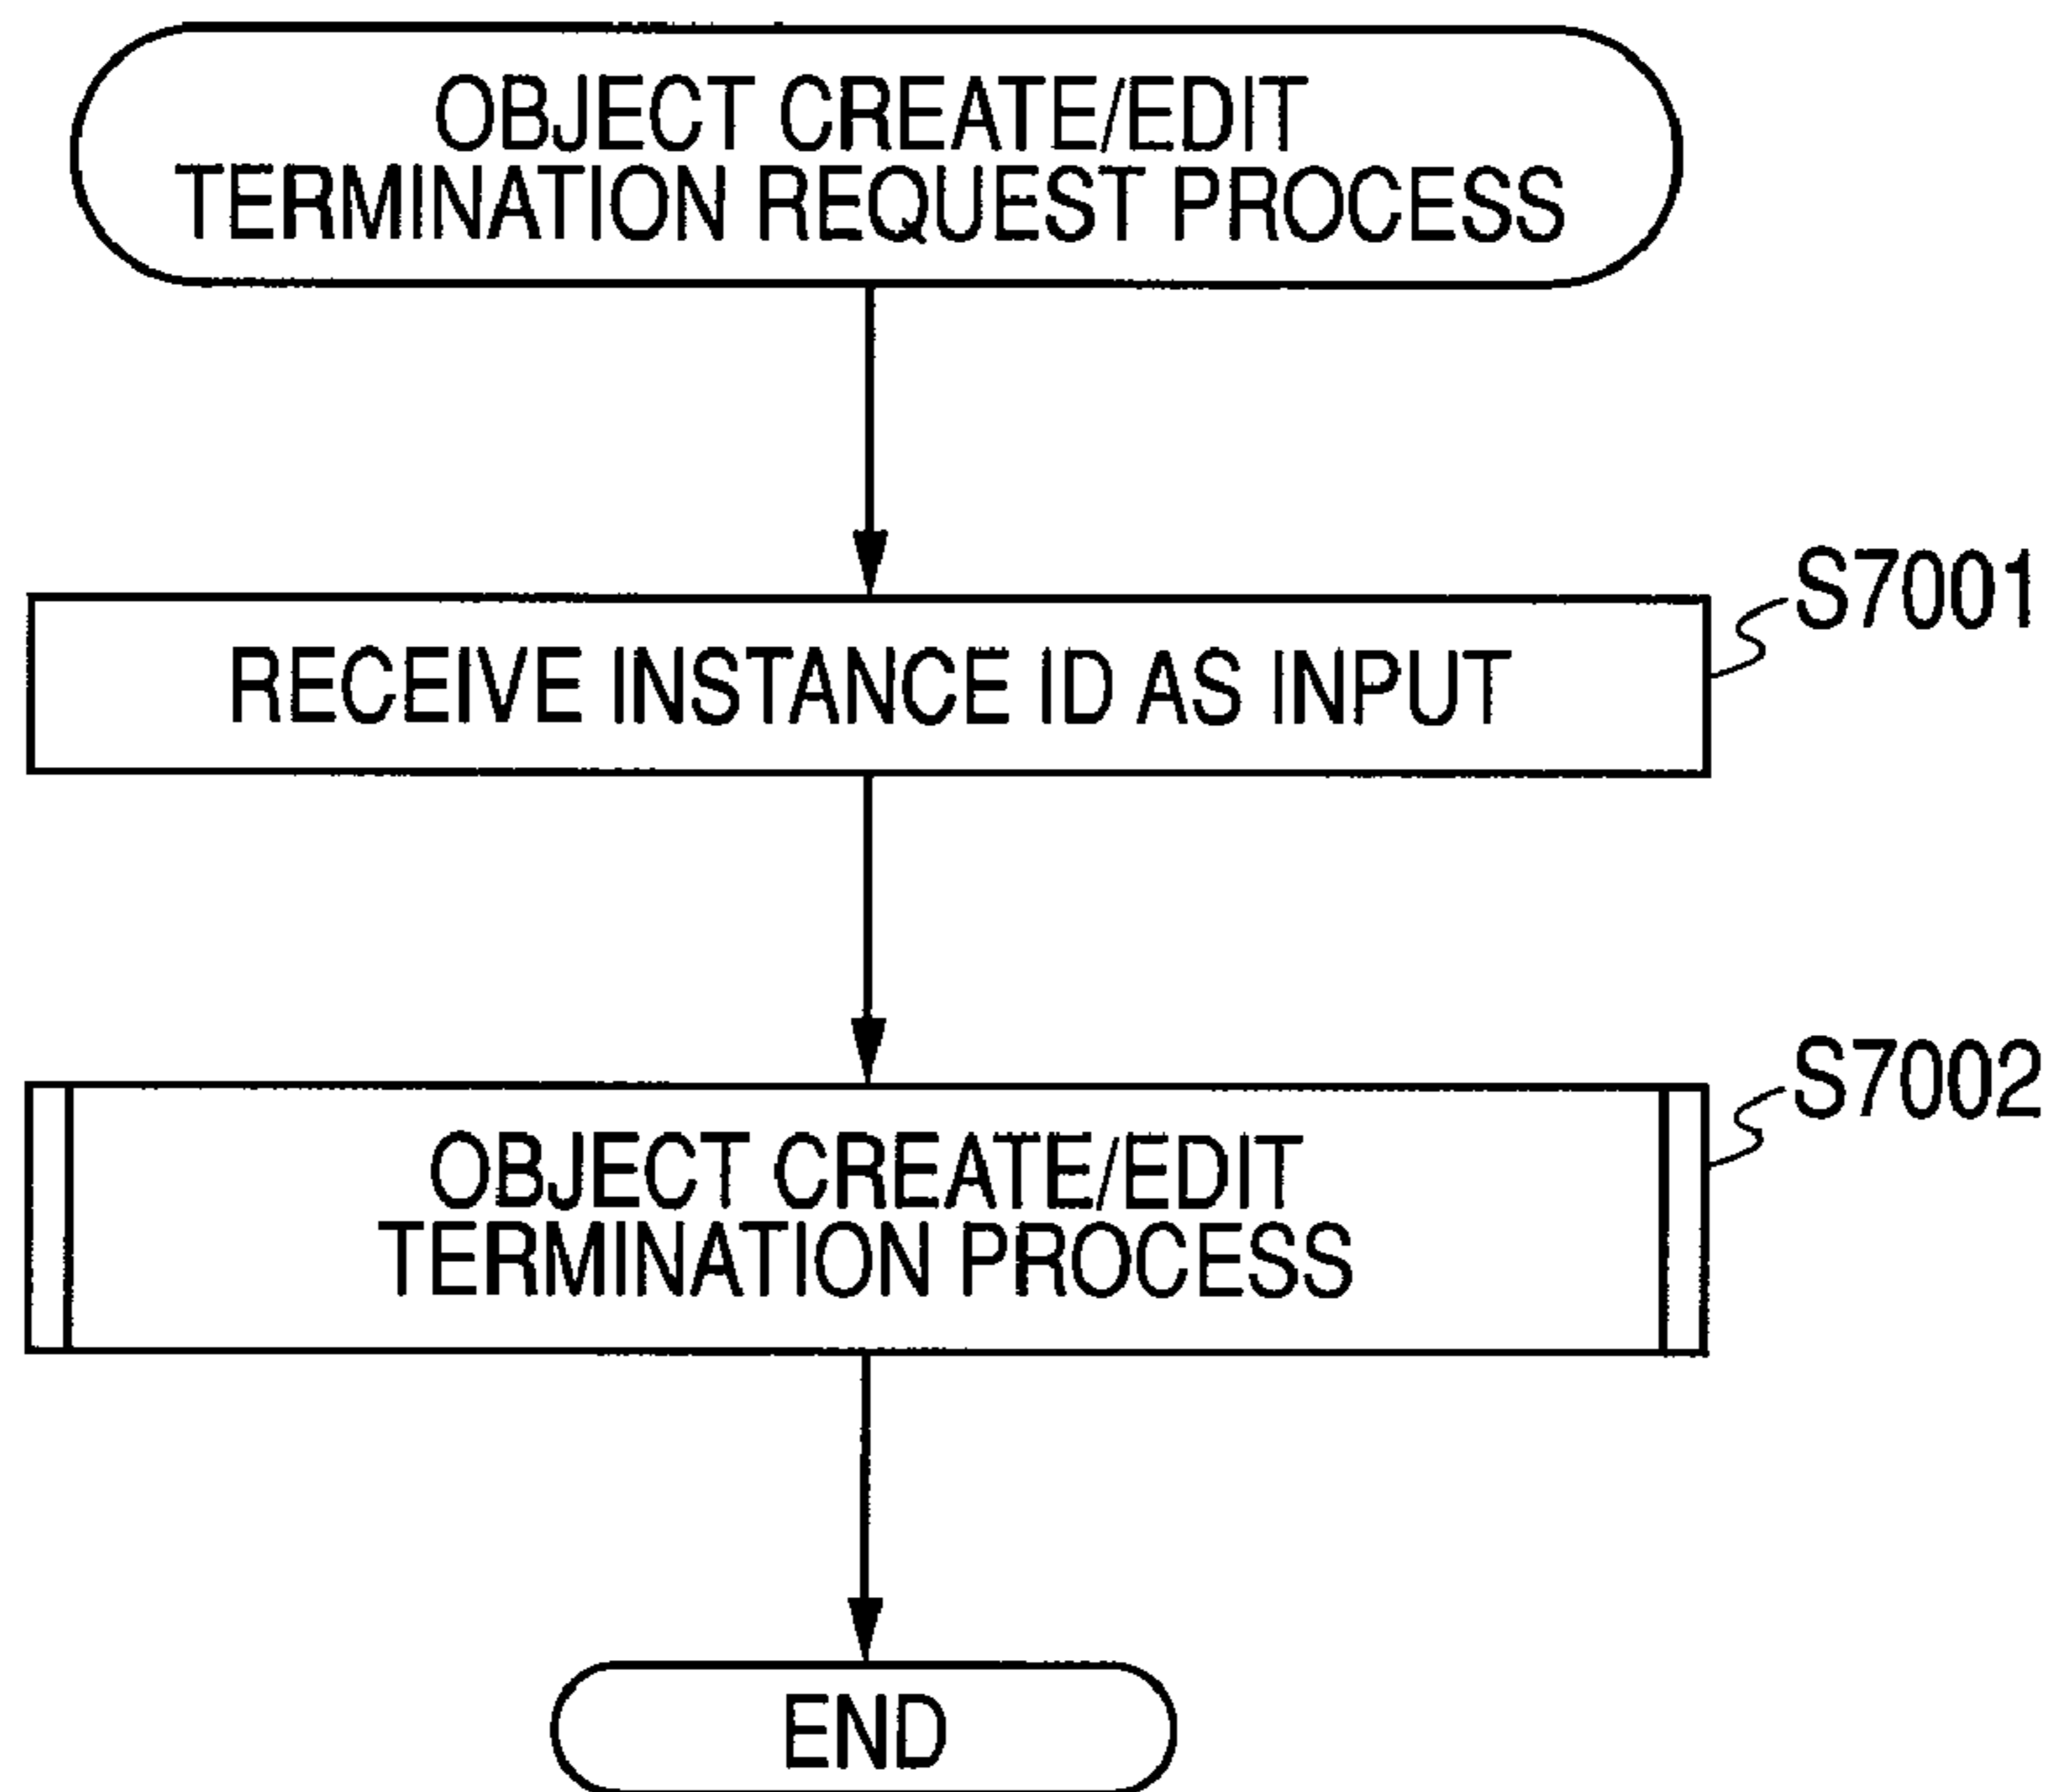 OBJECT CREATE/EDIT
TERMINATION REQUEST PROCESS
S7001
RECEIVE INSTANCE ID AS INPUT
S7002
OBJECT CREATE/EDIT
TERMINATION PROCESS
END